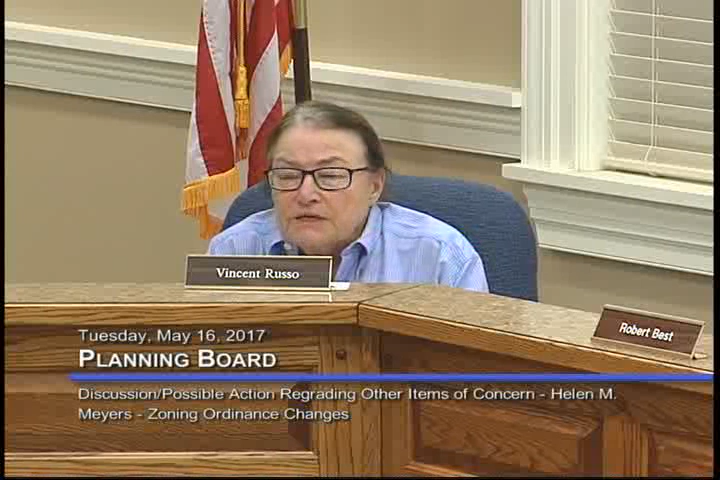 Vincent Russo
Robert Best
Tuesday, May 16, 2017
PLANNING BOARD
Discussion/Possible Action Regrading Other Items of Concern - Helen M.
Meyers - Zoning Ordinance Changes